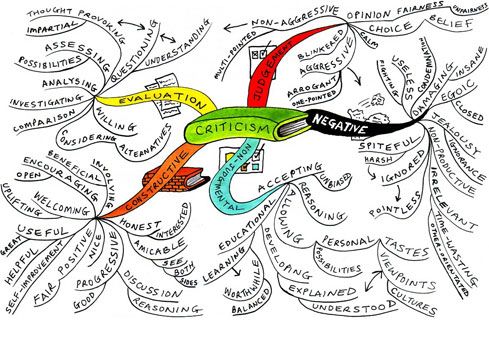 CRITICISM
EVALUATION
THOUGHT PROVOKING
IMPARTIAL
QUESTIONING
UNDERSTANDING
ASSESSING
POSSIBILITIES
ANALYSING
INVESTIGATING
COMPARISON
WILLING
CONSIDERING
ALTERNATIVES
JUDGEMENT
NON-AGGRESSIVE
MULTI-POINTED
OPINION
FAIRNESS
UNFAIRNESS
CHOICE
BELIEF
CALM
BLINKERED
AGGRESSIVE
ARROGANT
ONE-POINTED
NEGATIVE
FIGHTING
USELESS
CONDEMNATION
DAMAGING
INSANE
EGOIC
CLOSED
JEALOUSY
IGNORANCE
NON-PRODUCTIVE
IRRELEVANT
TIME WASTING
OTHER-ORIENTATED
SPITEFUL
HARSH
IGNORED
POINTLESS
NON-JUDGMENTAL
ACCEPTING
UNBIASED
REASONING
ALLOWING
PERSONAL
TASTES
POSSIBILITIES
VIEWPOINTS
CULTURES
DEVELOPING
EXPLAINED
UNDERSTOOD
EDUCATIONAL
LEARNING
WORTHWHILE
BALANCED
CONSTRUCTIVE
INVOLVING
BENEFICIAL
ENCOURAGING
OPEN
WELCOMING
UPLIFTING
USEFUL
GREAT
HELPFUL
SELF-IMPROVEMENT
POSITIVE
FAIR
NICE
PROGRESSIVE
GOOD
DISCUSSION
REASONING
HONEST
INTERESTED
AMICABLE
SEE
BOTH
SIDES